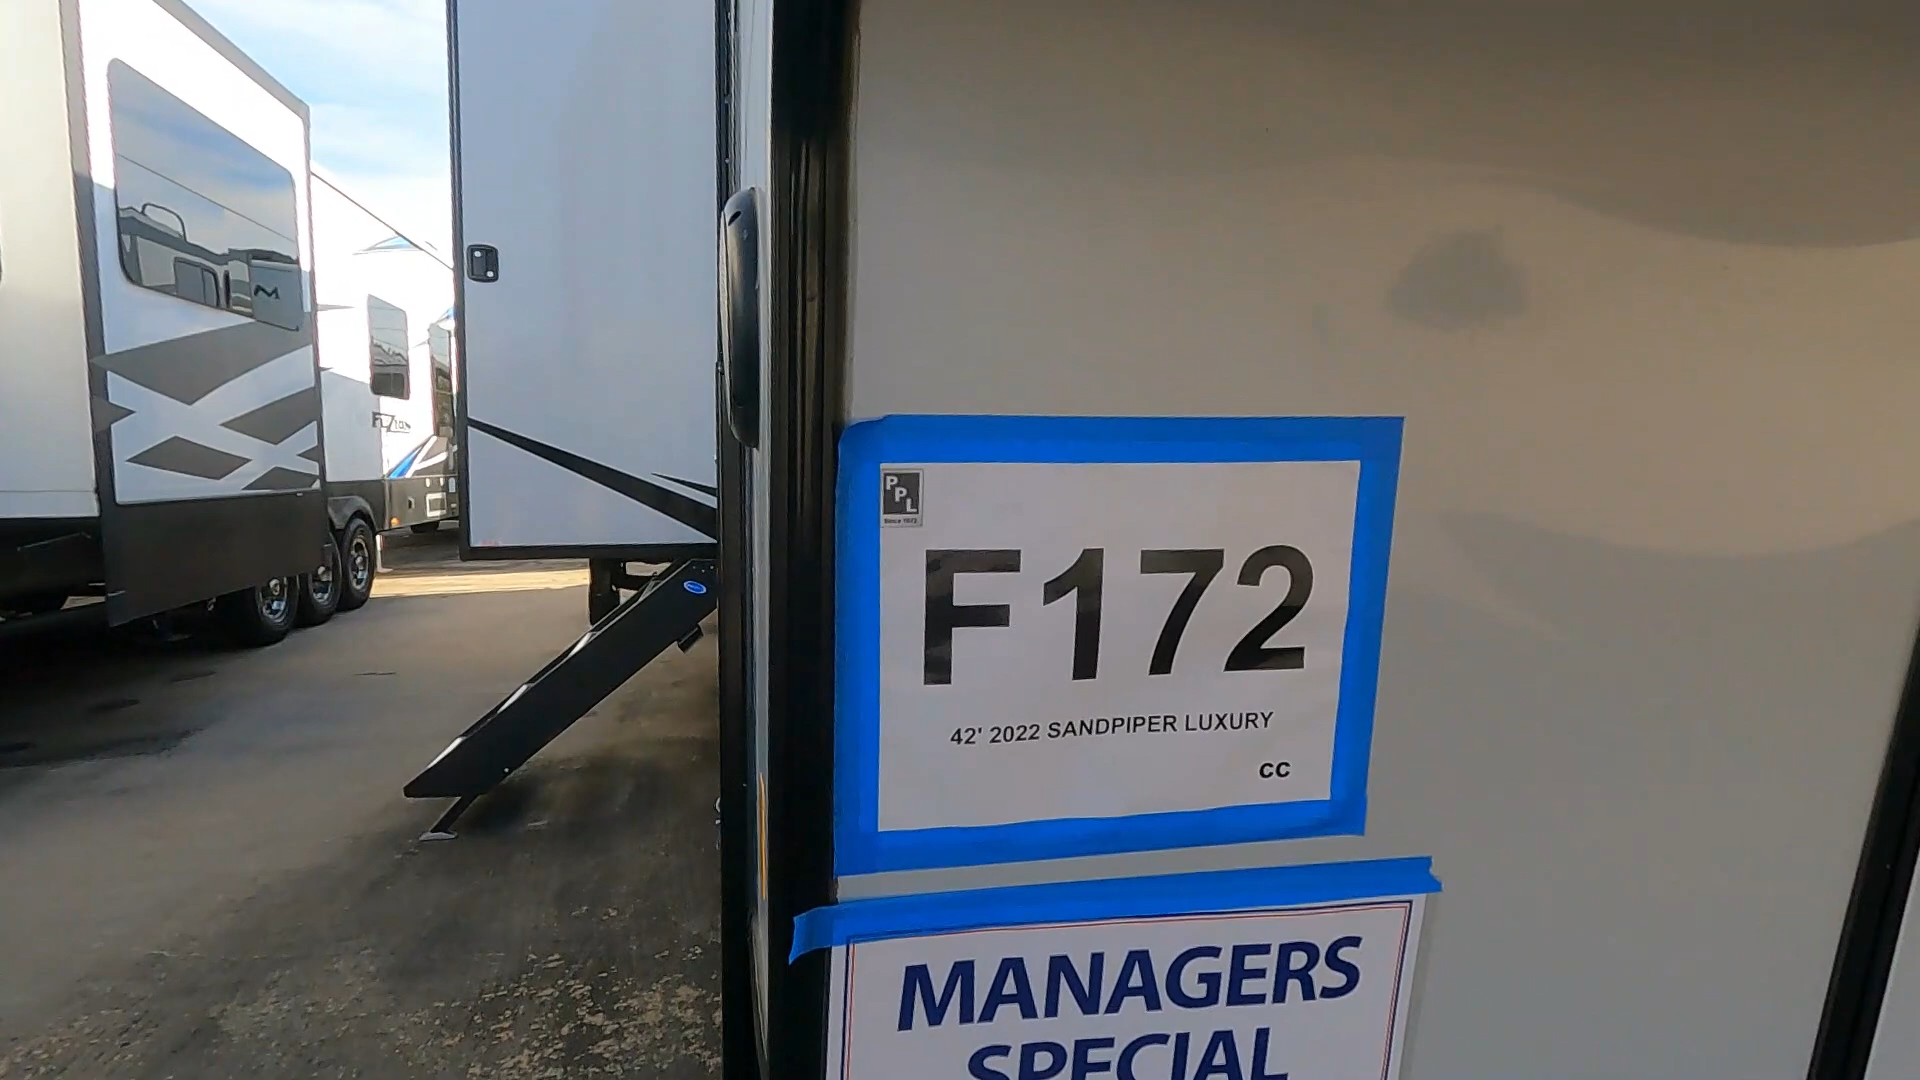 PPL
Since 1972
F172
42' 2022 SANDPIPER LUXURY
CC
MANAGERS
SPECIAL